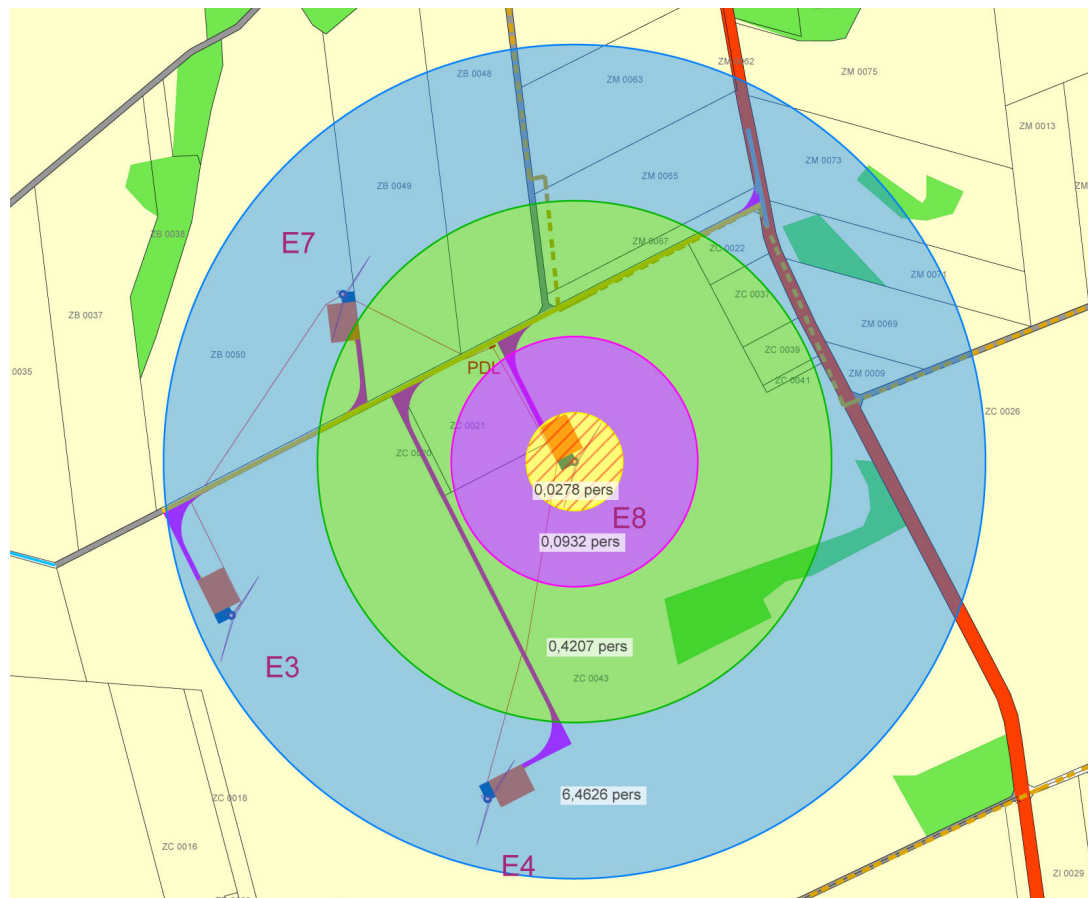 ZM 0062
ZB 0048
ZM 0063
ZM 0075
ZM 0013
ZM 0073
ZB 0049
ZM 0065
ZB 0038
E7
ZM 0067
ZC 0022
ZM 0071
ZC 0037
ZB 0037
ZM 0069
ZB 0050
ZC 0039
PDL
0035
ZC 0041
ZM 0009
ZC 0026
ZC 0021
ZC 0020
0,0278 pers
E8
0,0932 pers
0,4207 pers
E3
ZC 0043
6,4626 pers
ZC 0018
ZC 0016
E4
ZI 0029